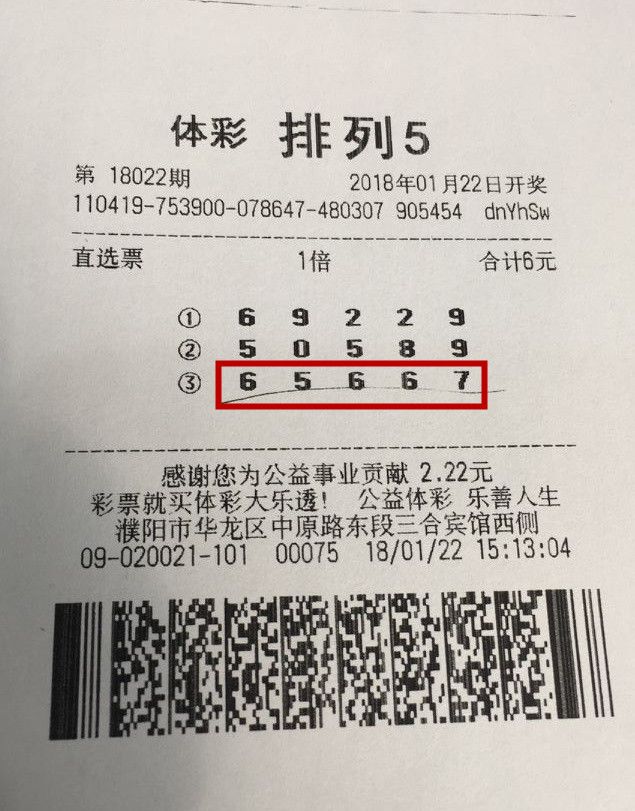 体彩 排列5
第 18022期 2018年01月22日开奖
110419-753900-078647-480307 905454 dnYhSw
直选票 1倍 合计6元
① 6 9 2 2 9
② 5 0 5 8 9
③ 6 5 6 6 7
感谢您为公益事业贡献 2.22元
彩票就买体彩大乐透! 公益体彩 乐善人生
濮阳市华龙区中原路东段三合宾馆西侧
09-020021-101 00075 18/01/22 15:13:04